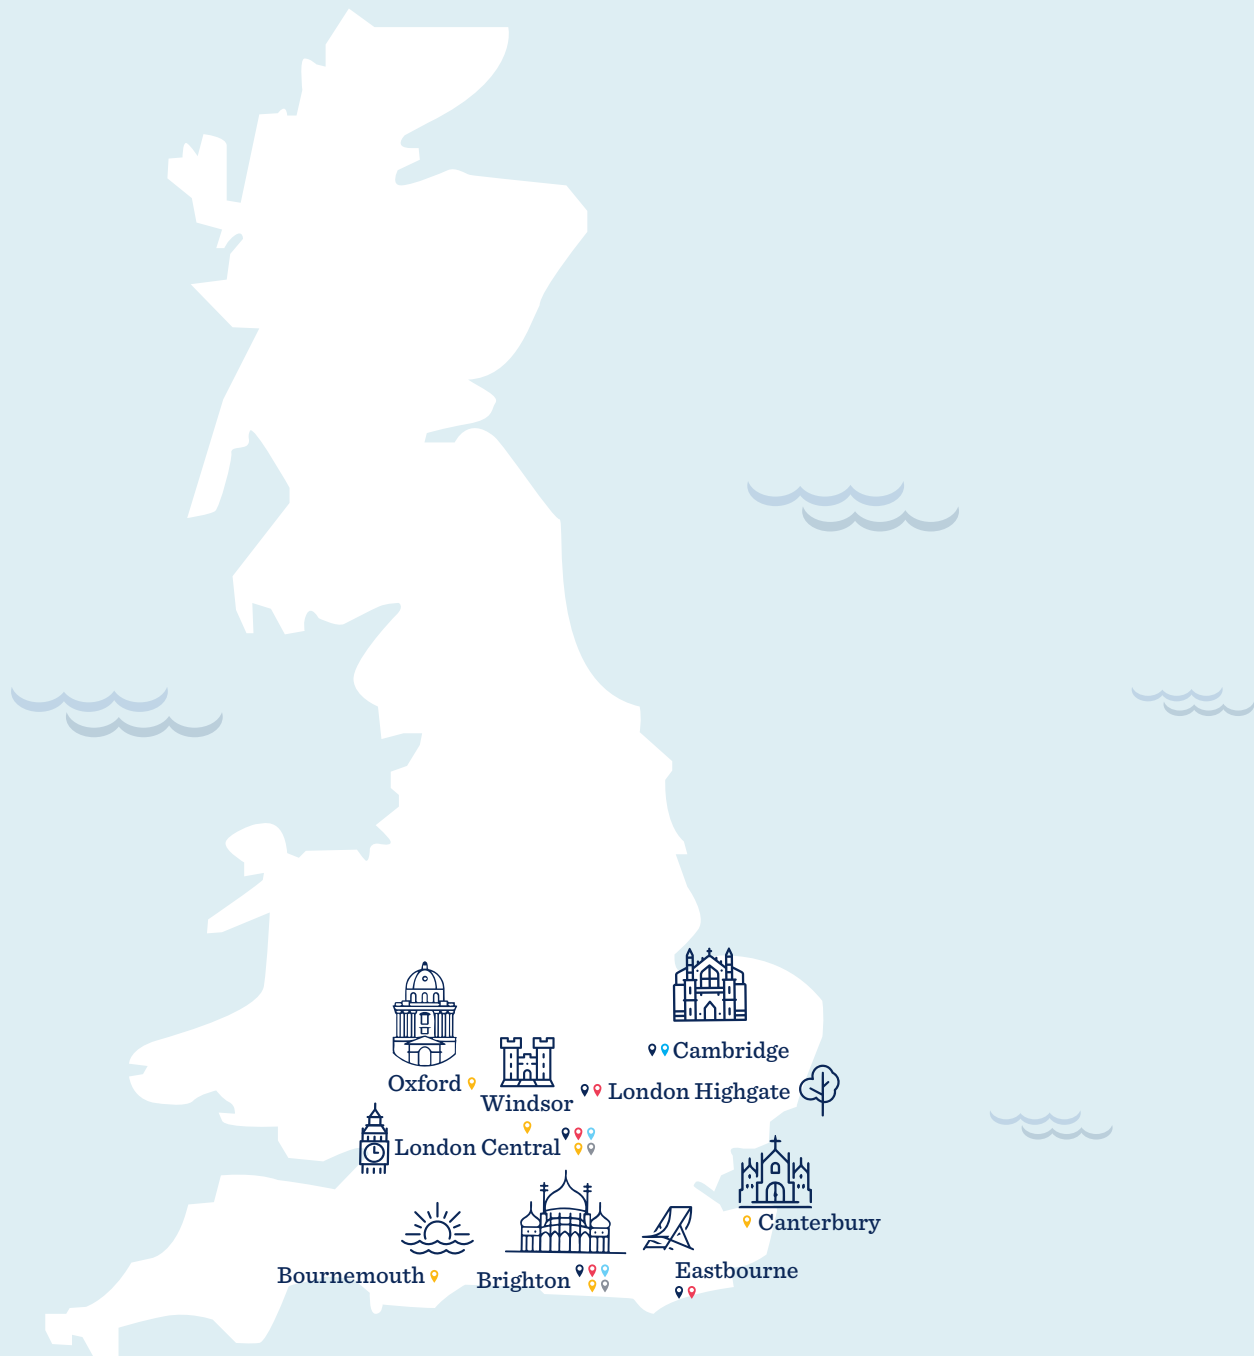 Cambridge
Oxford
London Highgate
Windsor
London Central
Canterbury
Eastbourne
Bournemouth
Brighton